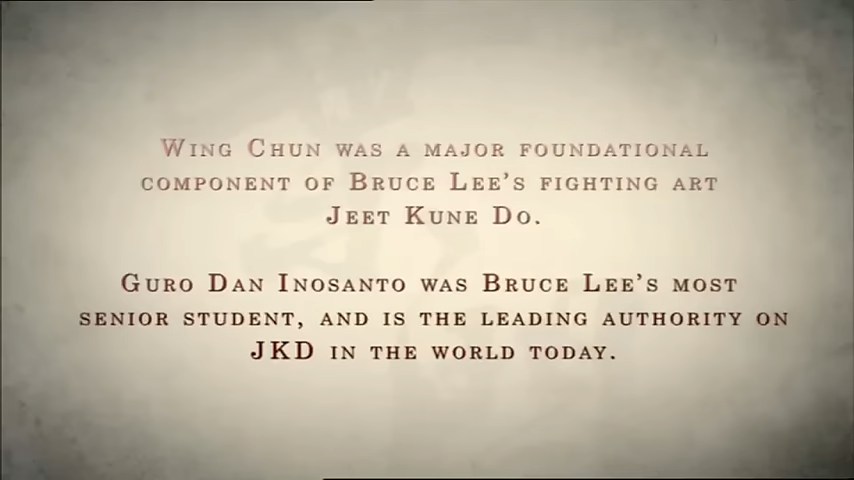 Wing Chun was a major foundational
component of Bruce Lee's fighting art
Jeet Kune Do.
Guro Dan Inosanto was Bruce Lee's most
senior student, and is the leading authority on
JKD in the world today.